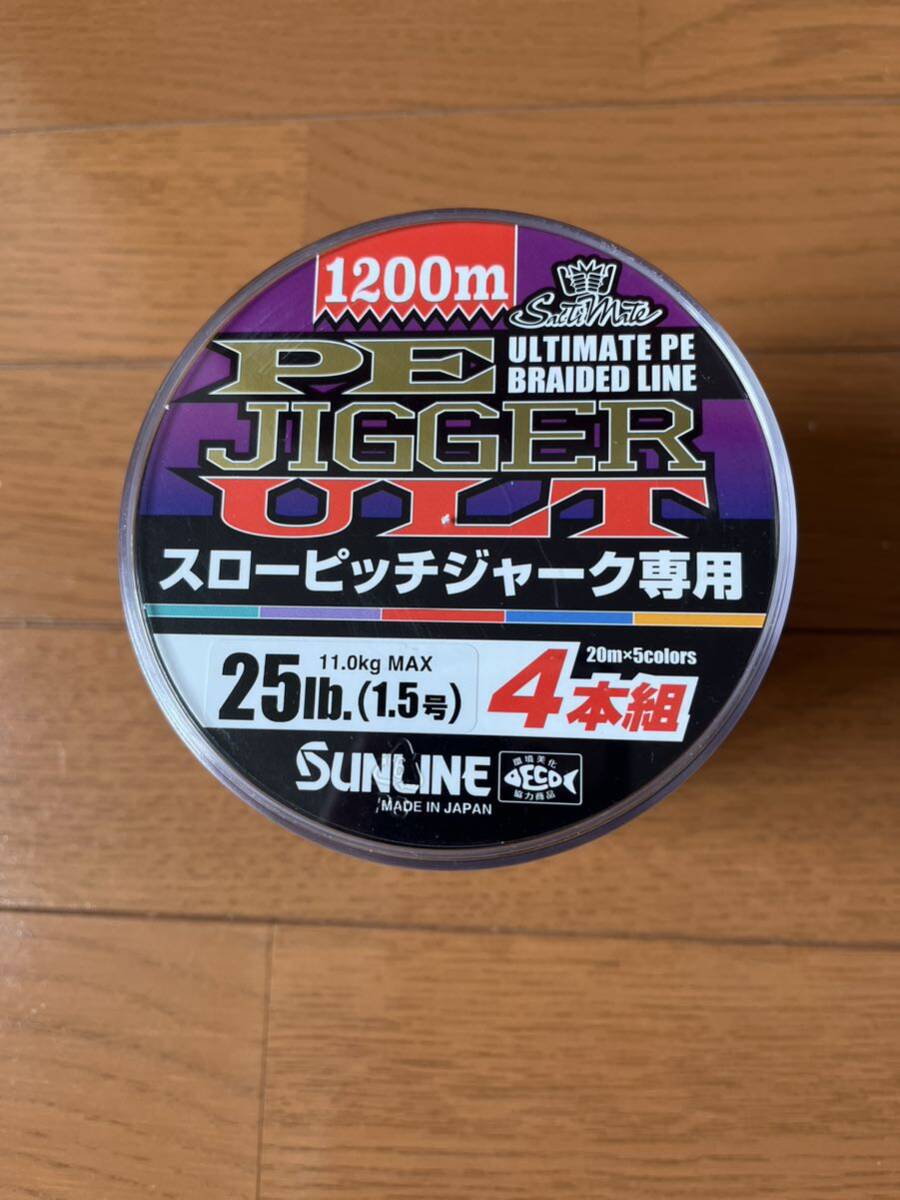 1200m
Salti Mate
PE
ULTIMATE PE
BRAIDED LINE
JIGGER
ULT
スローピッチジャーク専用
20m×5colors
11.0kg MAX
25lb.(1.5号)
4本組
SUNLINE
MADE IN JAPAN
環境美化
ECO
協力商品